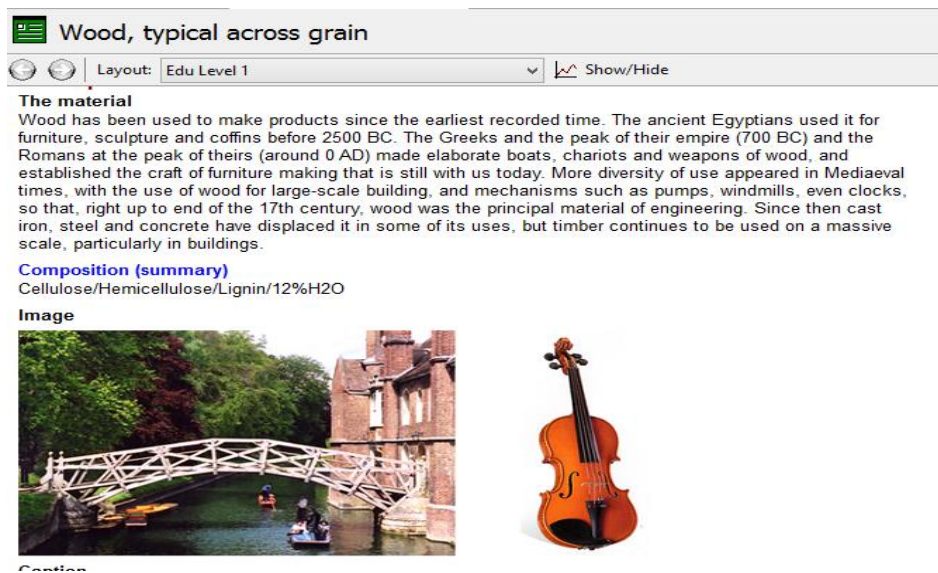 Wood, typical across grain
Layout: Edu Level 1 Show/Hide
The material
Wood has been used to make products since the earliest recorded time. The ancient Egyptians used it for
furniture, sculpture and coffins before 2500 BC. The Greeks and the peak of their empire (700 BC) and the
Romans at the peak of theirs (around 0 AD) made elaborate boats, chariots and weapons of wood, and
established the craft of furniture making that is still with us today. More diversity of use appeared in Mediaeval
times, with the use of wood for large-scale building, and mechanisms such as pumps, windmills, even clocks,
so that, right up to end of the 17th century, wood was the principal material of engineering. Since then cast
iron, steel and concrete have displaced it in some of its uses, but timber continues to be used on a massive
scale, particularly in buildings.
Composition (summary)
Cellulose/Hemicellulose/Lignin/12%H2O
Image
Caption